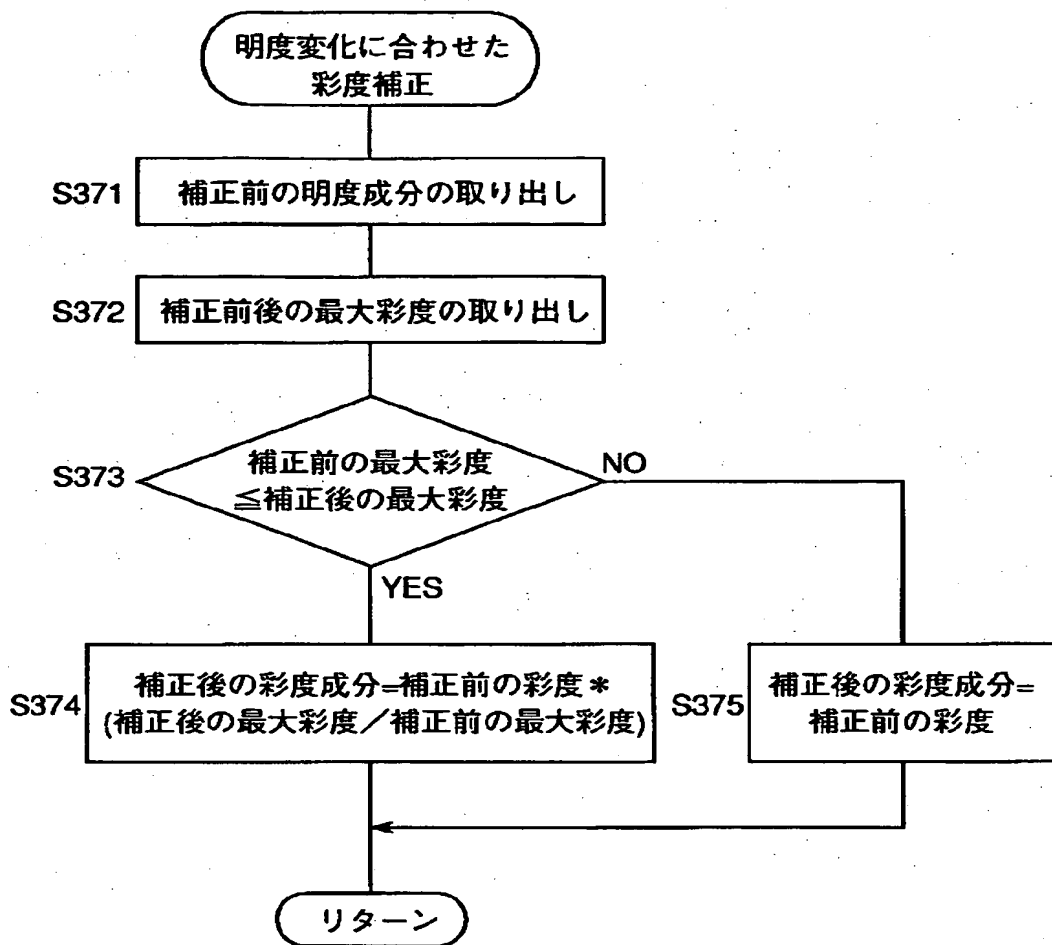 明度変化に合わせた
彩度補正
S371
補正前の明度成分の取り出し
S372
補正前後の最大彩度の取り出し
S373
補正前の最大彩度
≦補正後の最大彩度
NO
YES
S374
補正後の彩度成分=補正前の彩度＊
(補正後の最大彩度／補正前の最大彩度)
S375
補正後の彩度成分=
補正前の彩度
リターン